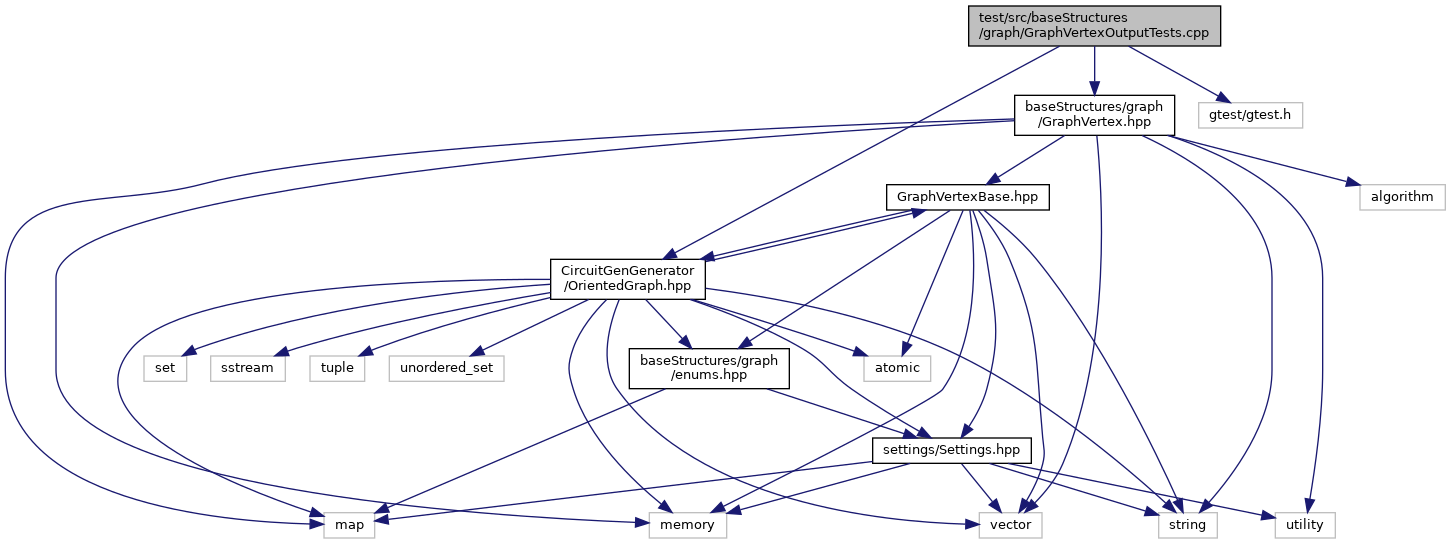 test/src/baseStructures
/graph/GraphVertexOutputTests.cpp
baseStructures/graph
/GraphVertex.hpp
gtest/gtest.h
GraphVertexBase.hpp
algorithm
CircuitGenGenerator
/OrientedGraph.hpp
set
sstream
tuple
unordered_set
baseStructures/graph
/enums.hpp
atomic
settings/Settings.hpp
map
memory
vector
string
utility